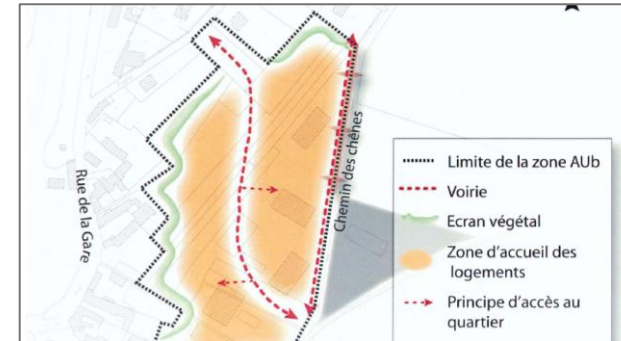 Rue de la Gare
Chemin des chênes
Limite de la zone AUb
Voirie
Ecran végétal
Zone d'accueil des
logements
Principe d'accès au
quartier